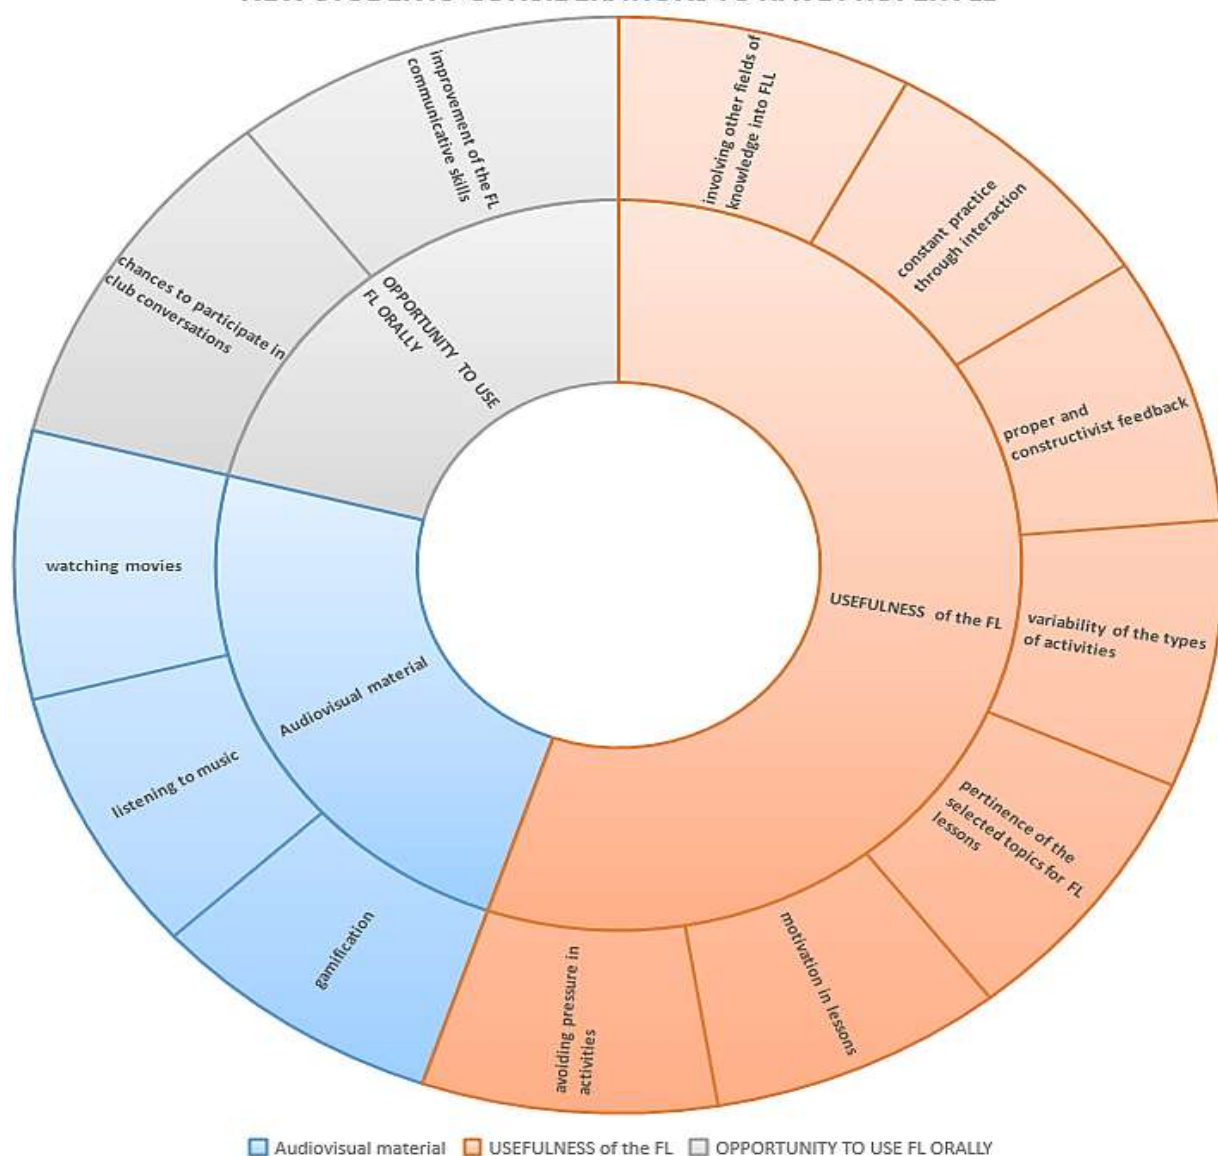 involving other fields of
knowledge into FLL
constant practice
through interaction
proper and
constructivist feedback
variability of the types
of activities
pertinence of the
selected topics for FL
lessons
motivation in lessons
avoiding pressure in
activities
gamification
listening to music
watching movies
chances to participate in
club conversations
improvement of the FL
communicative skills
USEFULNESS of the FL
Audiovisual material
OPPORTUNITY TO USE
FL ORALLY
Audiovisual material USEFULNESS of the FL OPPORTUNITY TO USE FL ORALLY